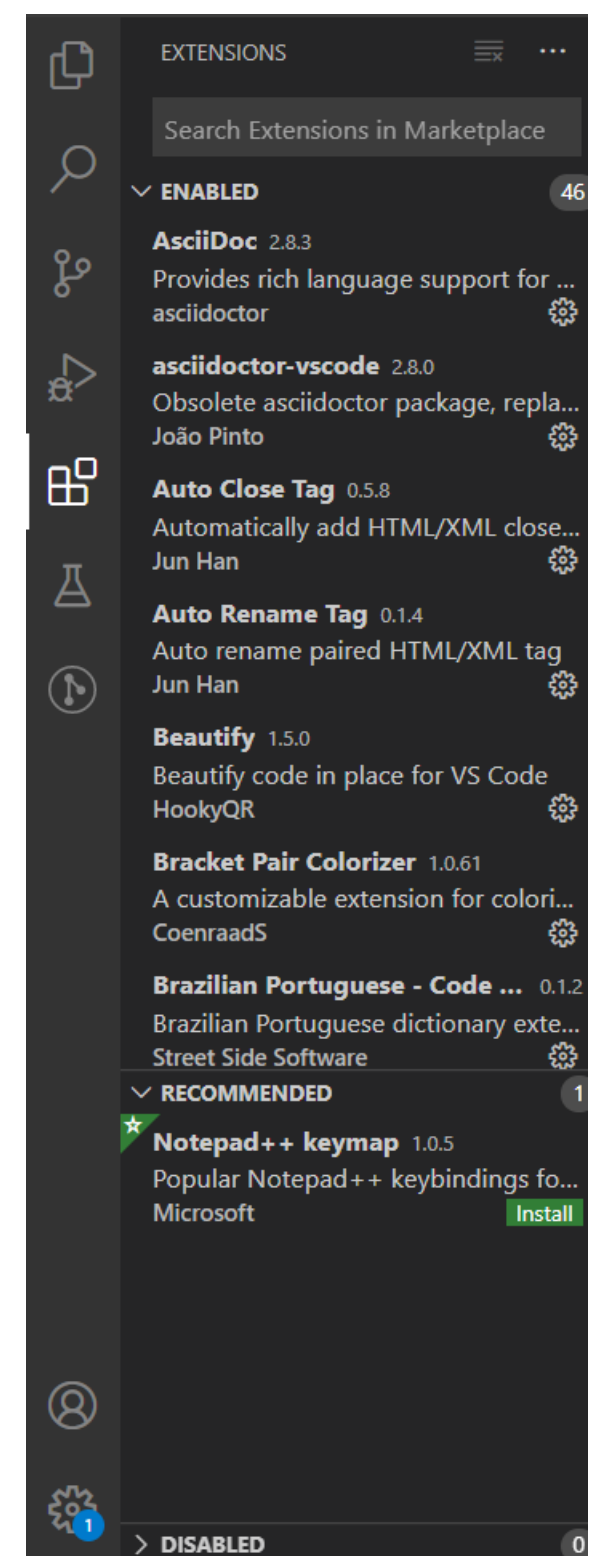 EXTENSIONS
Search Extensions in Marketplace
ENABLED 46
AsciiDoc 2.8.3
Provides rich language support for ...
asciidoctor
asciidoctor-vscode 2.8.0
Obsolete asciidoctor package, repla...
João Pinto
Auto Close Tag 0.5.8
Automatically add HTML/XML close...
Jun Han
Auto Rename Tag 0.1.4
Auto rename paired HTML/XML tag
Jun Han
Beautify 1.5.0
Beautify code in place for VS Code
HookyQR
Bracket Pair Colorizer 1.0.61
A customizable extension for colori...
CoenraadS
Brazilian Portuguese - Code ... 0.1.2
Brazilian Portuguese dictionary exte...
Street Side Software
RECOMMENDED 1
Notepad++ keymap 1.0.5
Popular Notepad++ keybindings fo...
Microsoft Install
1
DISABLED 0